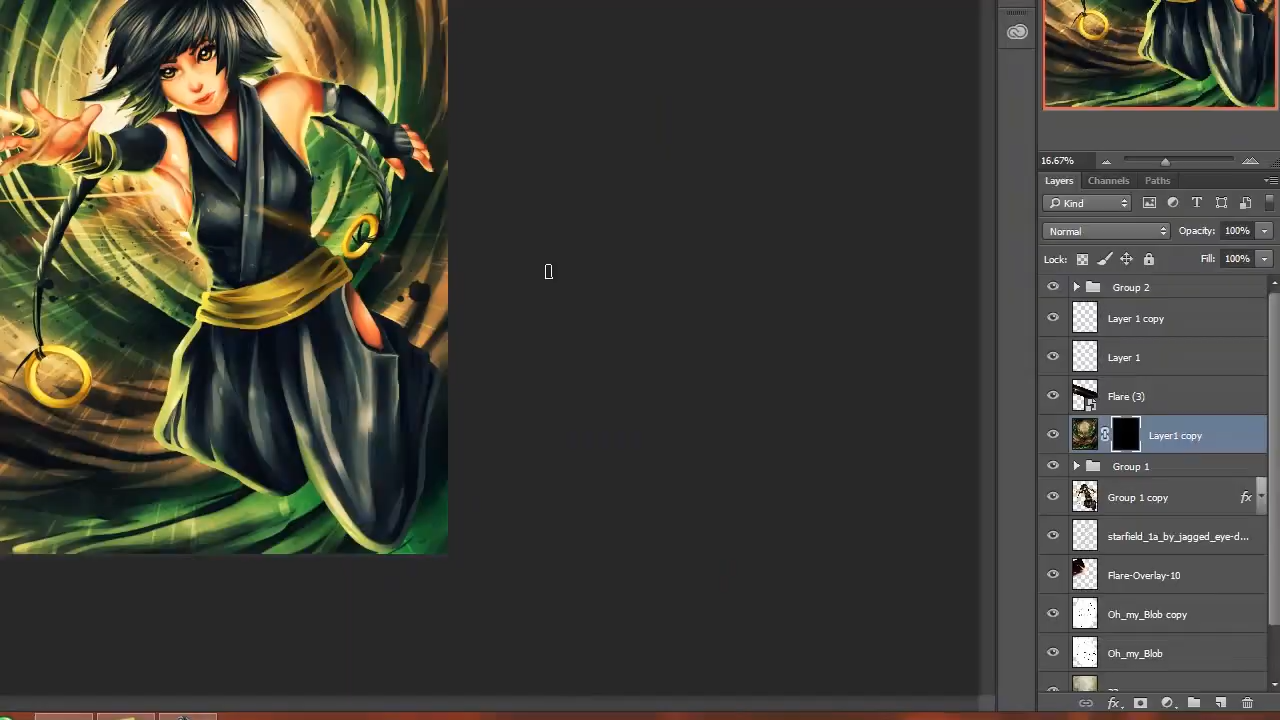 16.67%
Layers Channels Paths
Kind
Normal Opacity: 100%
Lock: Fill: 100%
Group 2
Layer 1 copy
Layer 1
Flare (3)
Layer1 copy
Group 1
Group 1 copy fx
starfield_1a_by_jagged_eye-d...
Flare-Overlay-10
Oh_my_Blob copy
Oh_my_Blob
fx